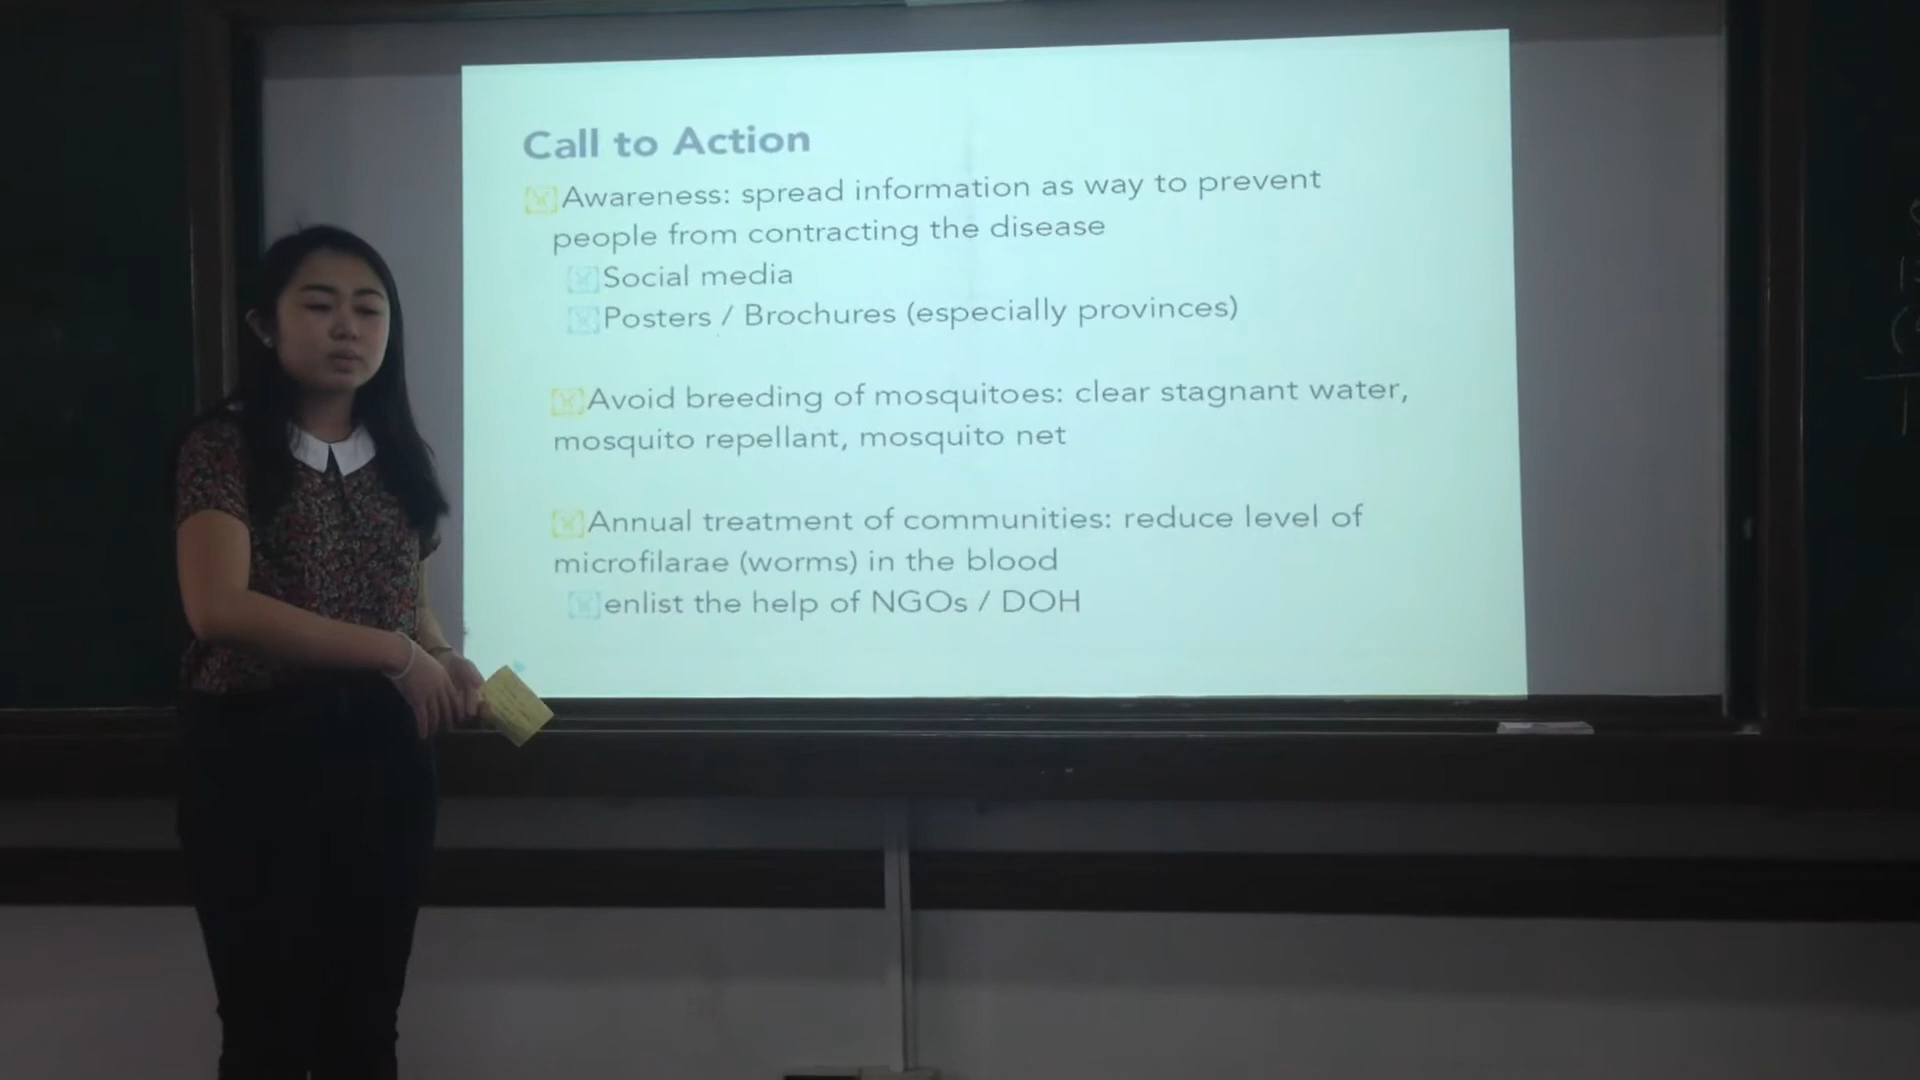 Call to Action
Awareness: spread information as way to prevent
people from contracting the disease
Social media
Posters / Brochures (especially provinces)
Avoid breeding of mosquitoes: clear stagnant water,
mosquito repellant, mosquito net
Annual treatment of communities: reduce level of
microfilarae (worms) in the blood
enlist the help of NGOs / DOH